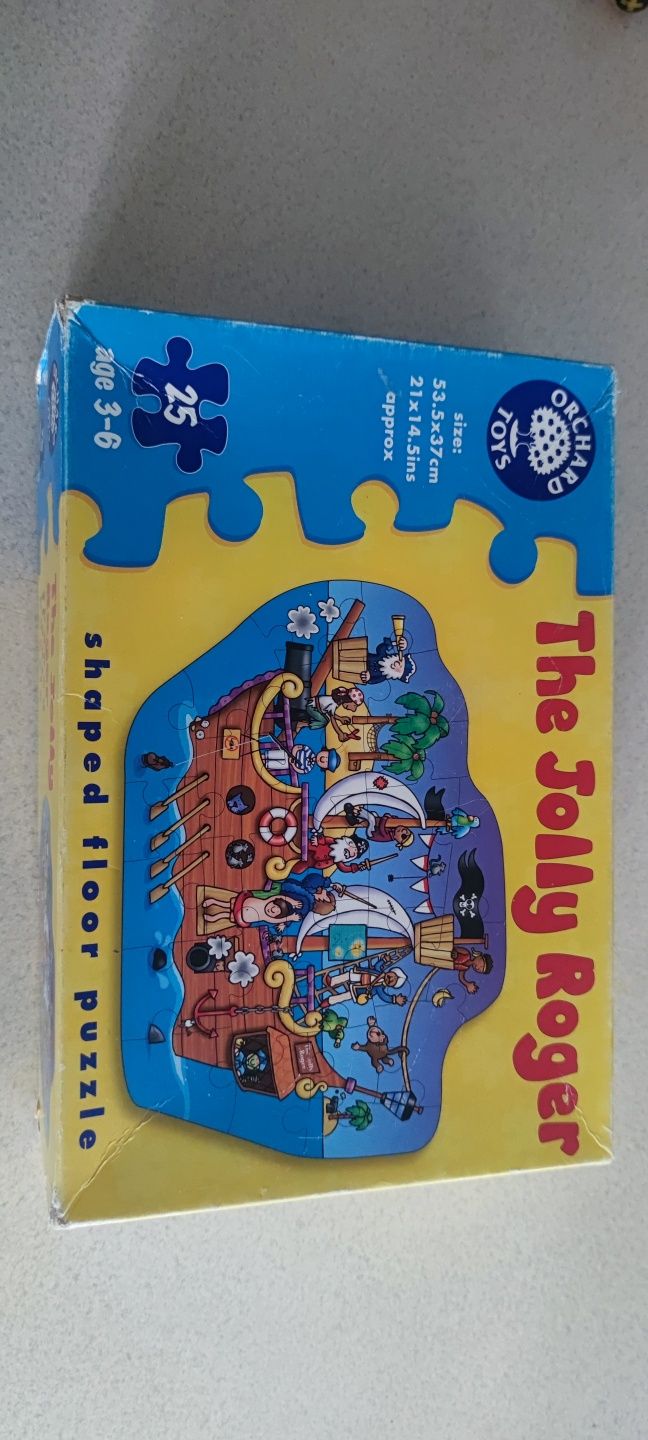 ORCHARD
TOYS
The Jolly Roger
size:
53.5x37cm
21x14.5ins
approx
25
age 3-6
shaped floor puzzle